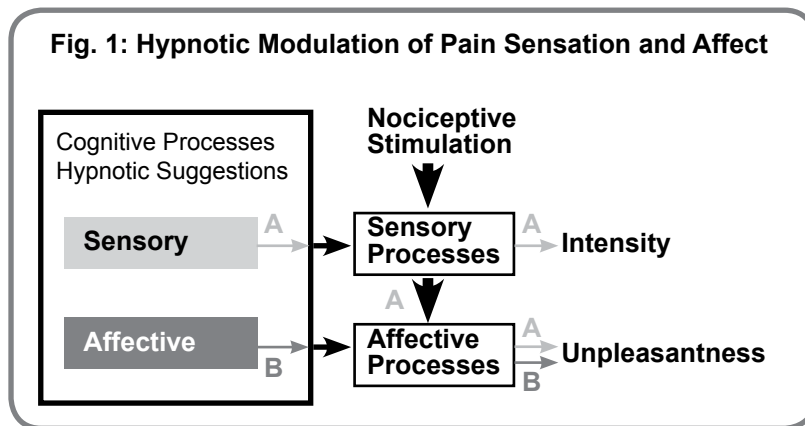 Fig. 1: Hypnotic Modulation of Pain Sensation and Affect
Cognitive Processes
Hypnotic Suggestions
Nociceptive
Stimulation
Sensory
A
Sensory
Processes
A
Intensity
A
Affective
B
Affective
Processes
A
B
Unpleasantness